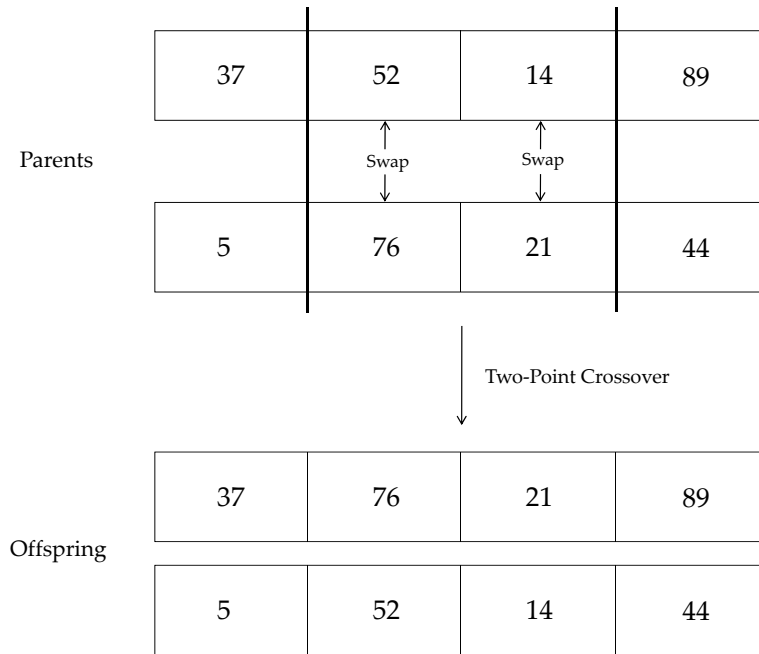 37 52 14 89
Parents
Swap Swap
5 76 21 44
Two-Point Crossover
37 76 21 89
Offspring
5 52 14 44